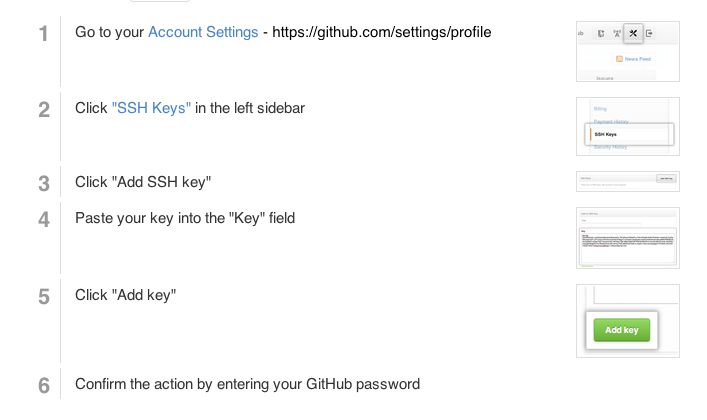 1 Go to your Account Settings - https://github.com/settings/profile
News Feed
2 Click "SSH Keys" in the left sidebar
Billing
Payment History
SSH Keys
Security History
3 Click "Add SSH key"
4 Paste your key into the "Key" field
5 Click "Add key"
Add key
6 Confirm the action by entering your GitHub password